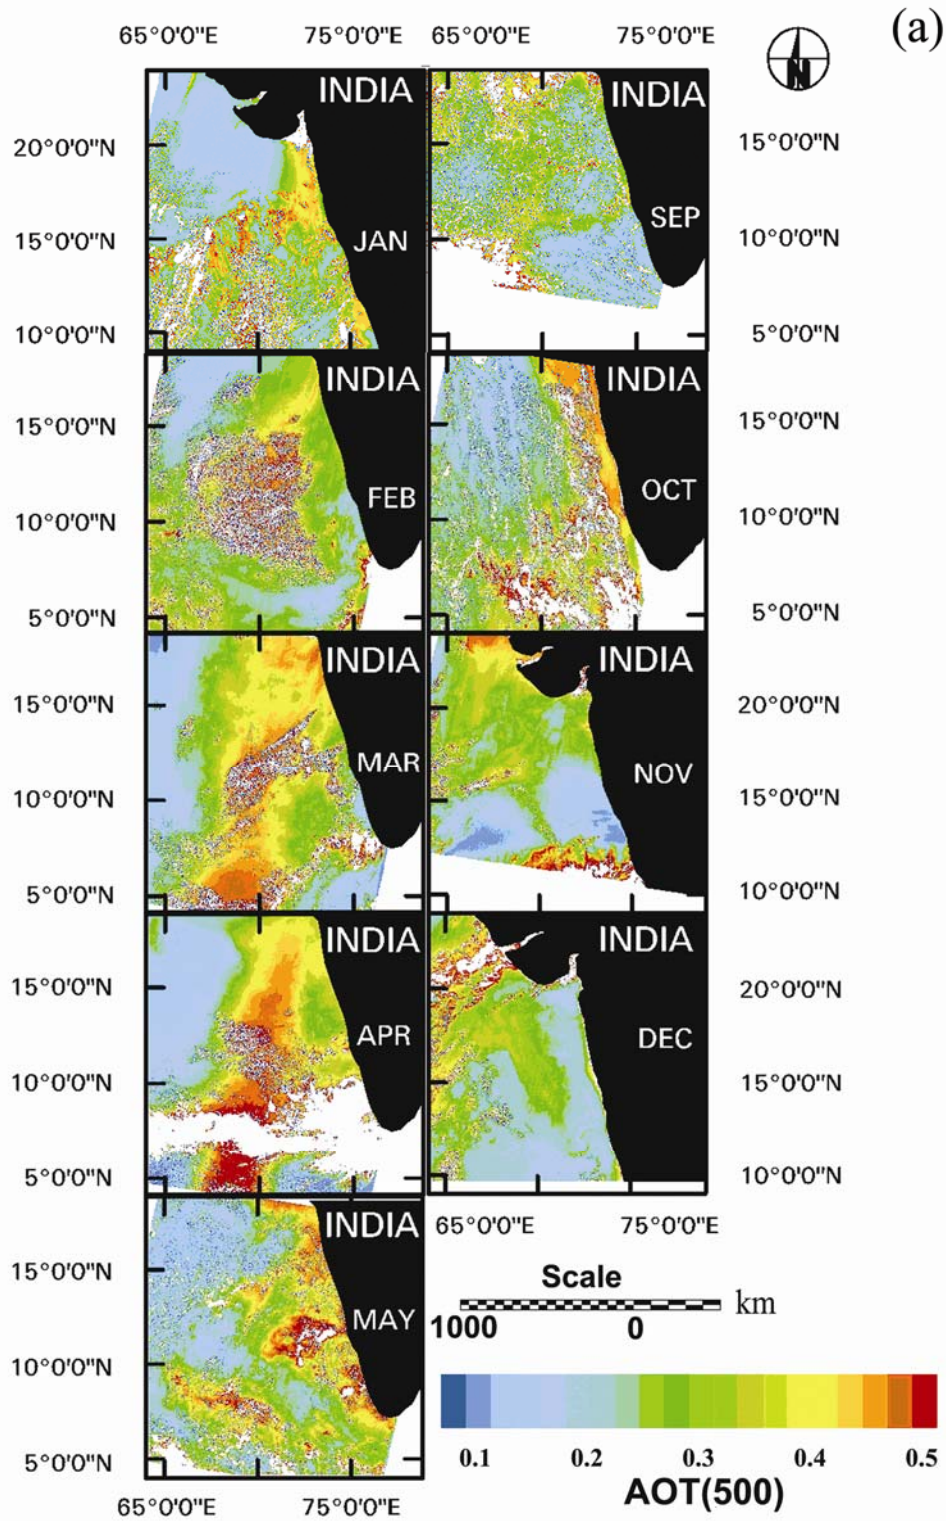 (a)
65°0'0"E 75°0'0"E 65°0'0"E 75°0'0"E
N
INDIA
JAN
20°0'0"N
15°0'0"N
10°0'0"N
INDIA
SEP
15°0'0"N
10°0'0"N
5°0'0"N
INDIA
FEB
15°0'0"N
10°0'0"N
5°0'0"N
INDIA
OCT
15°0'0"N
10°0'0"N
5°0'0"N
INDIA
MAR
15°0'0"N
10°0'0"N
5°0'0"N
INDIA
NOV
20°0'0"N
15°0'0"N
10°0'0"N
INDIA
APR
15°0'0"N
10°0'0"N
5°0'0"N
INDIA
DEC
20°0'0"N
15°0'0"N
10°0'0"N
65°0'0"E 75°0'0"E
INDIA
MAY
15°0'0"N
10°0'0"N
5°0'0"N
65°0'0"E 75°0'0"E
Scale
km
1000 0
0.1 0.2 0.3 0.4 0.5
AOT(500)